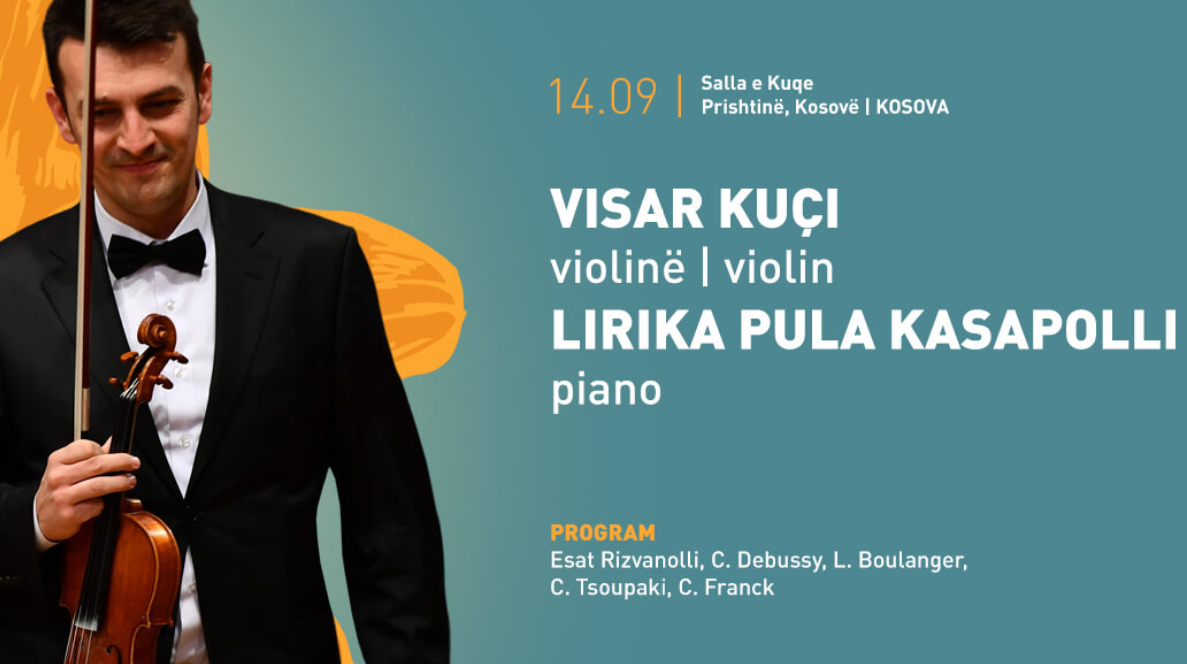 14.09 | Salla e Kuqe
Prishtinë, Kosovë | KOSOVA
VISAR KUÇI
violinë | violin
LIRIKA PULA KASAPOLLI
piano
PROGRAM
Esat Rizvanolli, C. Debussy, L. Boulanger,
C. Tsoupaki, C. Franck